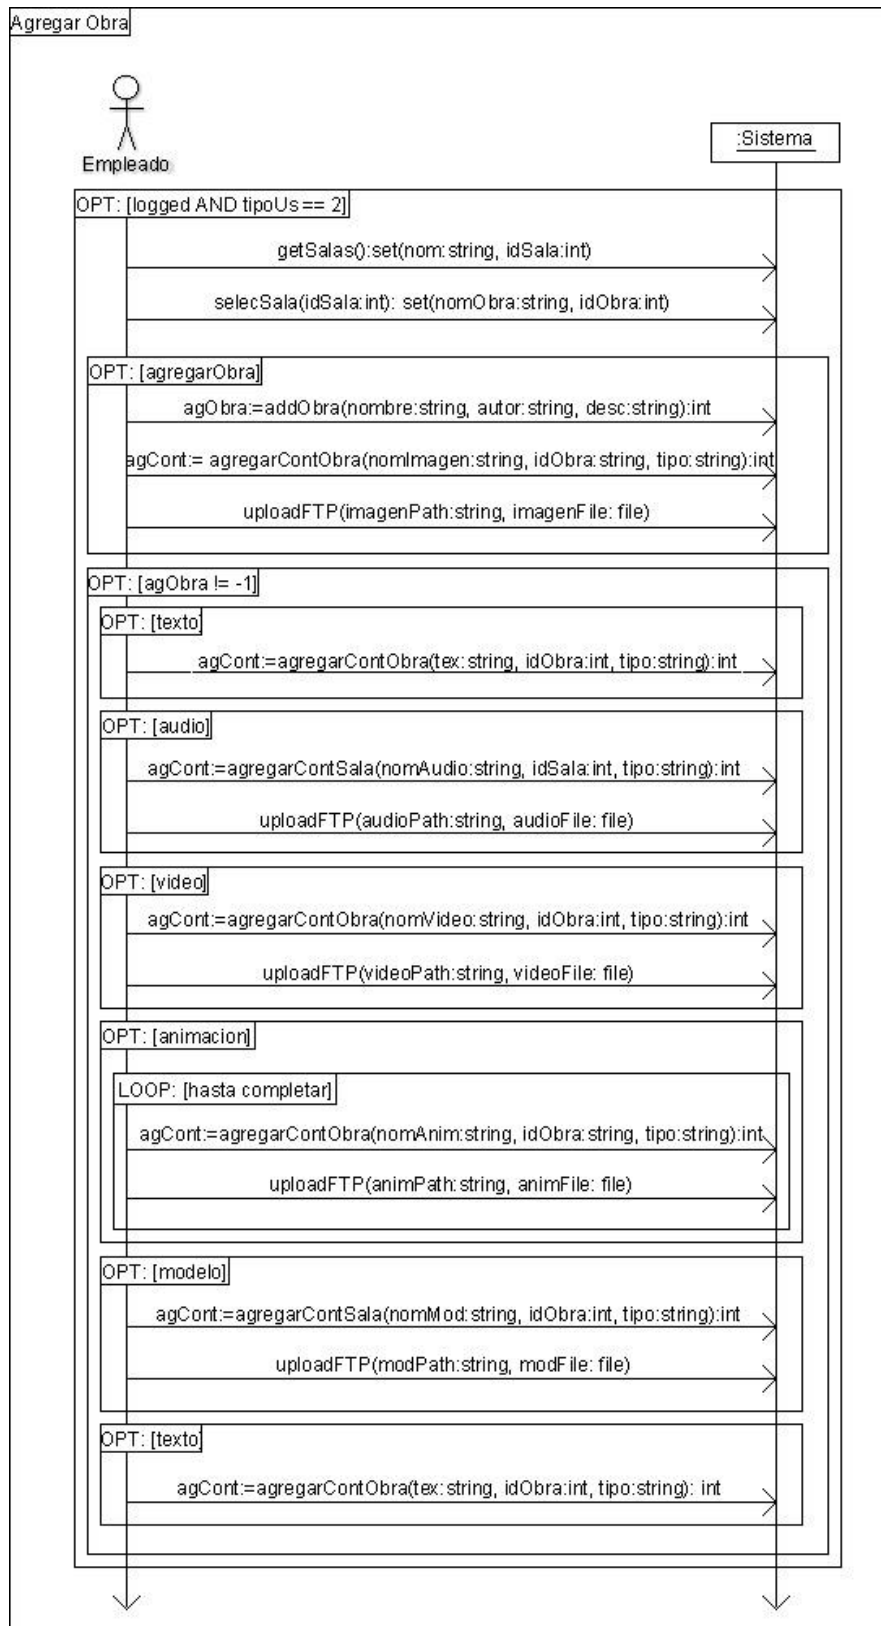 Agregar Obra
Empleado
:Sistema
OPT: [logged AND tipoUs == 2]
getSalas():set(nom:string, idSala:int)
selecSala(idSala:int): set(nomObra:string, idObra:int)
OPT: [agregarObra]
agObra:=addObra(nombre:string, autor:string, desc:string):int
agCont:= agregarContObra(nomImagen:string, idObra:string, tipo:string):int
uploadFTP(imagenPath:string, imagenFile: file)
OPT: [agObra != -1]
OPT: [texto]
agCont:=agregarContObra(tex:string, idObra:int, tipo:string):int
OPT: [audio]
agCont:=agregarContSala(nomAudio:string, idSala:int, tipo:string):int
uploadFTP(audioPath:string, audioFile: file)
OPT: [video]
agCont:=agregarContObra(nomVideo:string, idObra:int, tipo:string):int
uploadFTP(videoPath:string, videoFile: file)
OPT: [animacion]
LOOP: [hasta completar]
agCont:=agregarContObra(nomAnim:string, idObra:string, tipo:string):int
uploadFTP(animPath:string, animFile: file)
OPT: [modelo]
agCont:=agregarContSala(nomMod:string, idObra:int, tipo:string):int
uploadFTP(modPath:string, modFile: file)
OPT: [texto]
agCont:=agregarContObra(tex:string, idObra:int, tipo:string): int